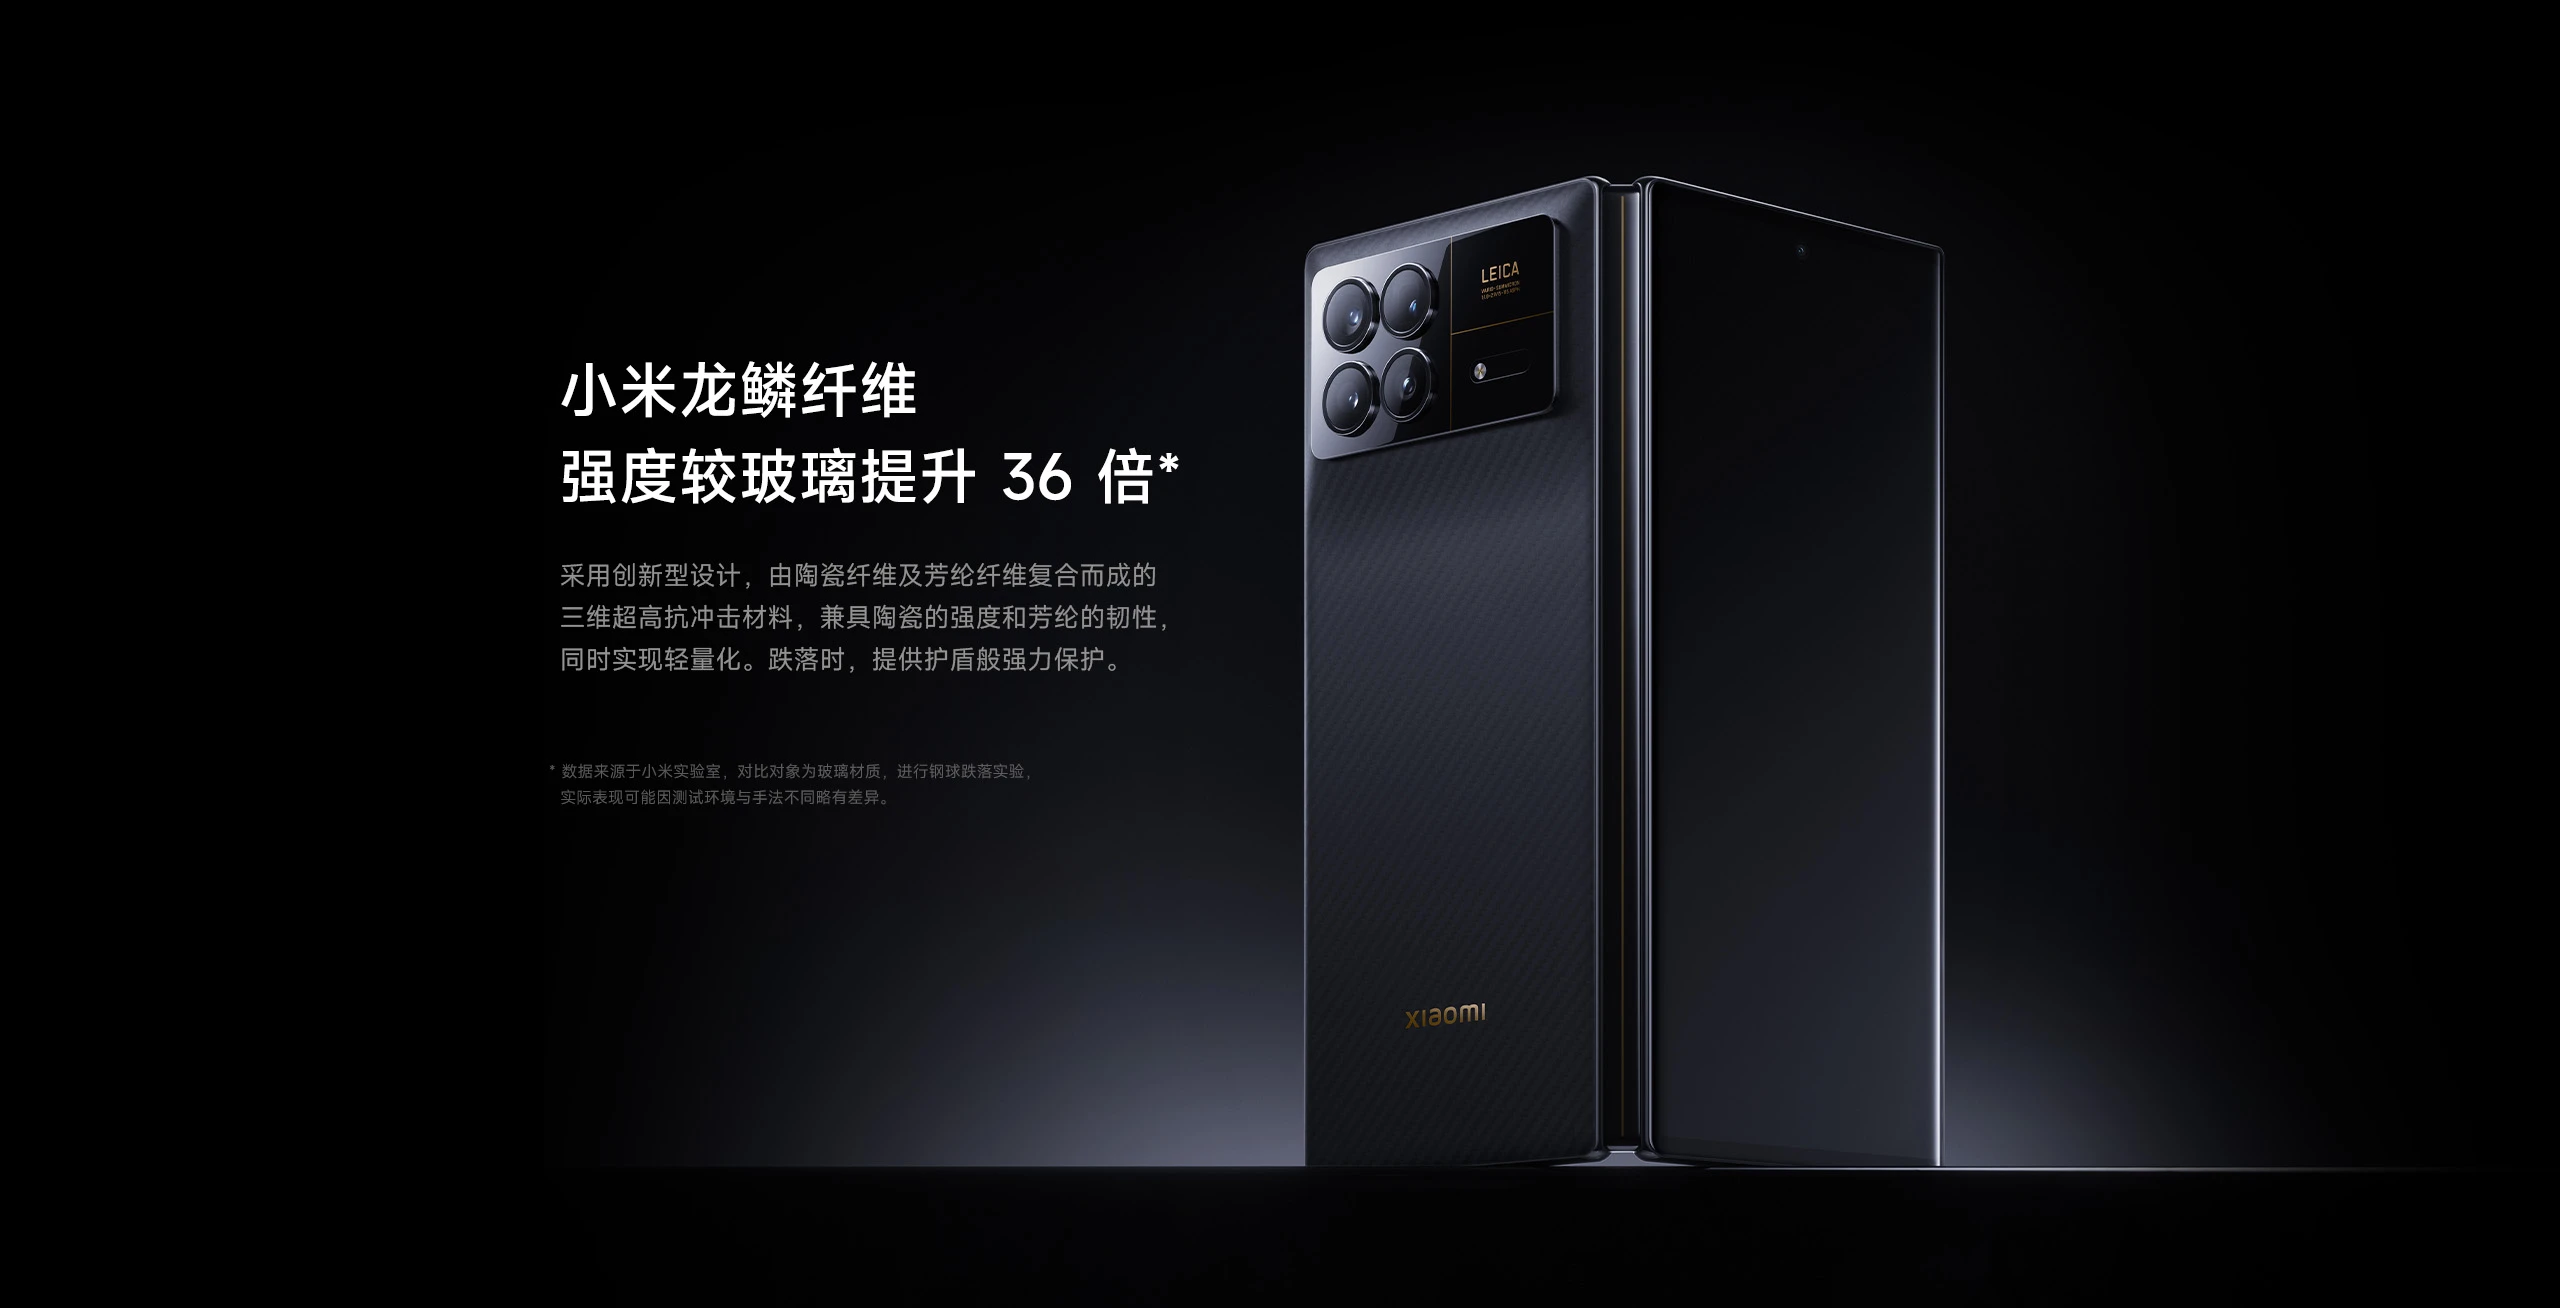 小米龙鳞纤维
强度较玻璃提升 36 倍*
采用创新型设计，由陶瓷纤维及芳纶纤维复合而成的
三维超高抗冲击材料，兼具陶瓷的强度和芳纶的韧性，
同时实现轻量化。跌落时，提供护盾般强力保护。
* 数据来源于小米实验室，对比对象为玻璃材质，进行钢球跌落实验，
实际表现可能因测试环境与手法不同略有差异。
LEICA
xiaomi